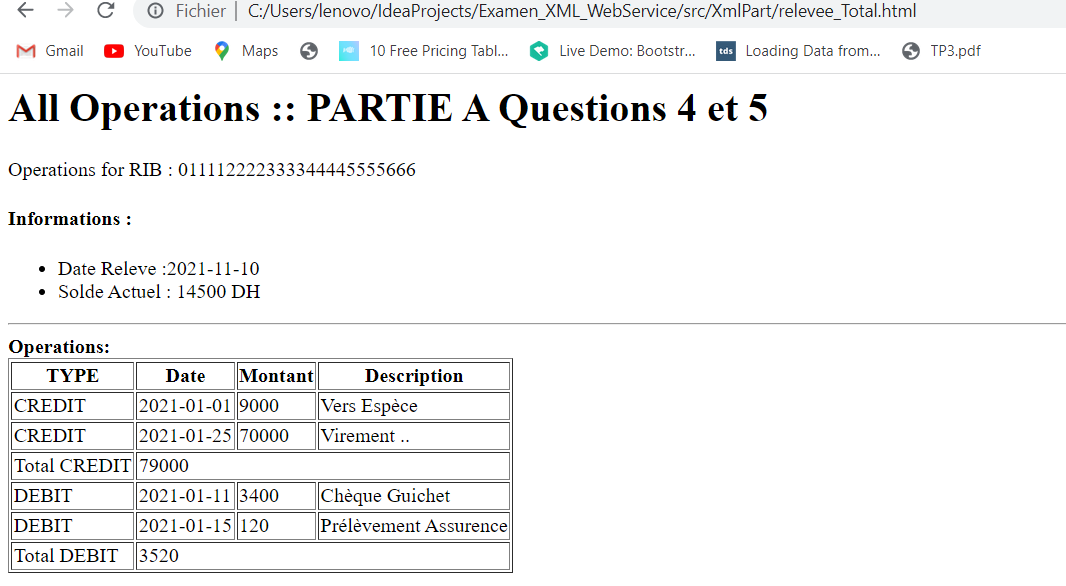 Fichier | C:/Users/lenovo/IdeaProjects/Examen_XML_WebService/src/XmlPart/relevee_Total.html
Gmail YouTube Maps 10 Free Pricing Tabl... Live Demo: Bootstr... tds Loading Data from... TP3.pdf
All Operations :: PARTIE A Questions 4 et 5
Operations for RIB : 011112222333344445555666
Informations :
• Date Releve :2021-11-10
• Solde Actuel : 14500 DH
Operations:
TYPE Date Montant Description
CREDIT 2021-01-01 9000 Vers Espèce
CREDIT 2021-01-25 70000 Virement ..
Total CREDIT 79000
DEBIT 2021-01-11 3400 Chèque Guichet
DEBIT 2021-01-15 120 Prélèvement Assurence
Total DEBIT 3520